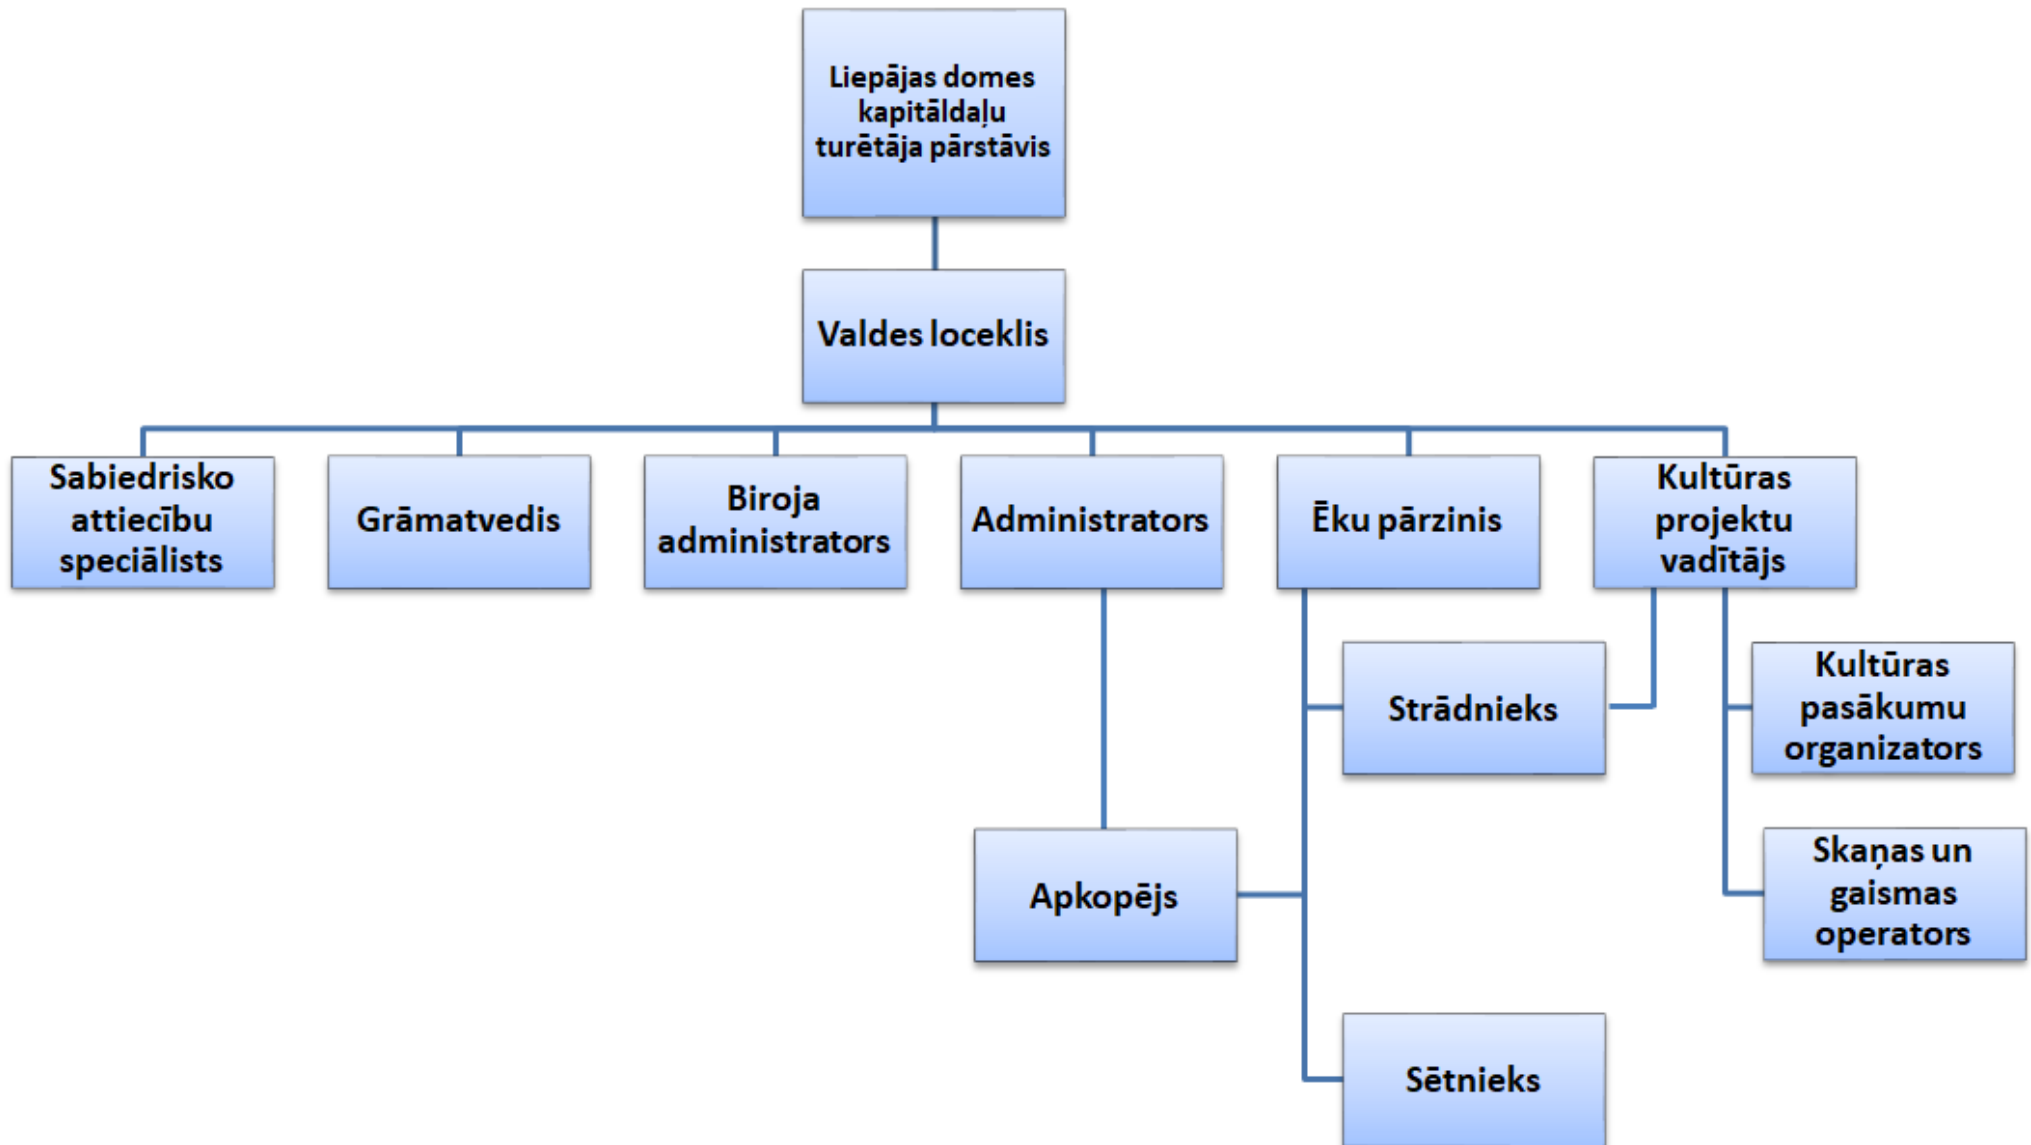 Liepājas domes
kapitāldaļu
turētāja pārstāvis
Valdes loceklis
Sabiedrisko
attiecību
speciālists
Grāmatvedis
Biroja
administrators
Administrators
Ēku pārzinis
Kultūras
projektu
vadītājs
Strādnieks
Kultūras
pasākumu
organizators
Apkopējs
Skaņas un
gaismas
operators
Sētnieks